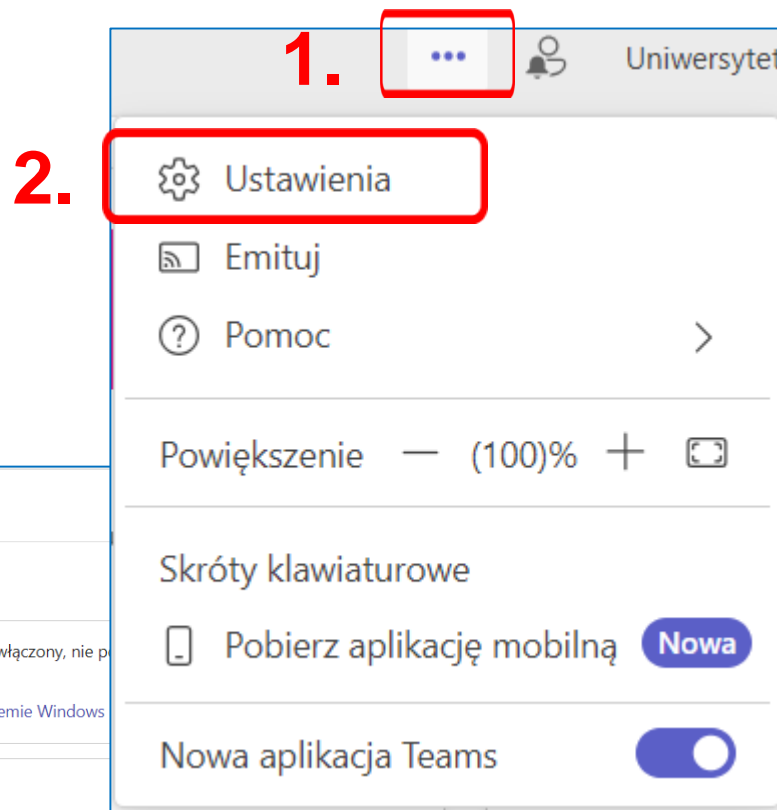 1.
Uniwersytet
2.
Ustawienia
Emituj
Pomoc
Powiększenie — (100)% +
Skróty klawiaturowe
Pobierz aplikację mobilną Nowa
Nowa aplikacja Teams
włączony, nie
emie Windows